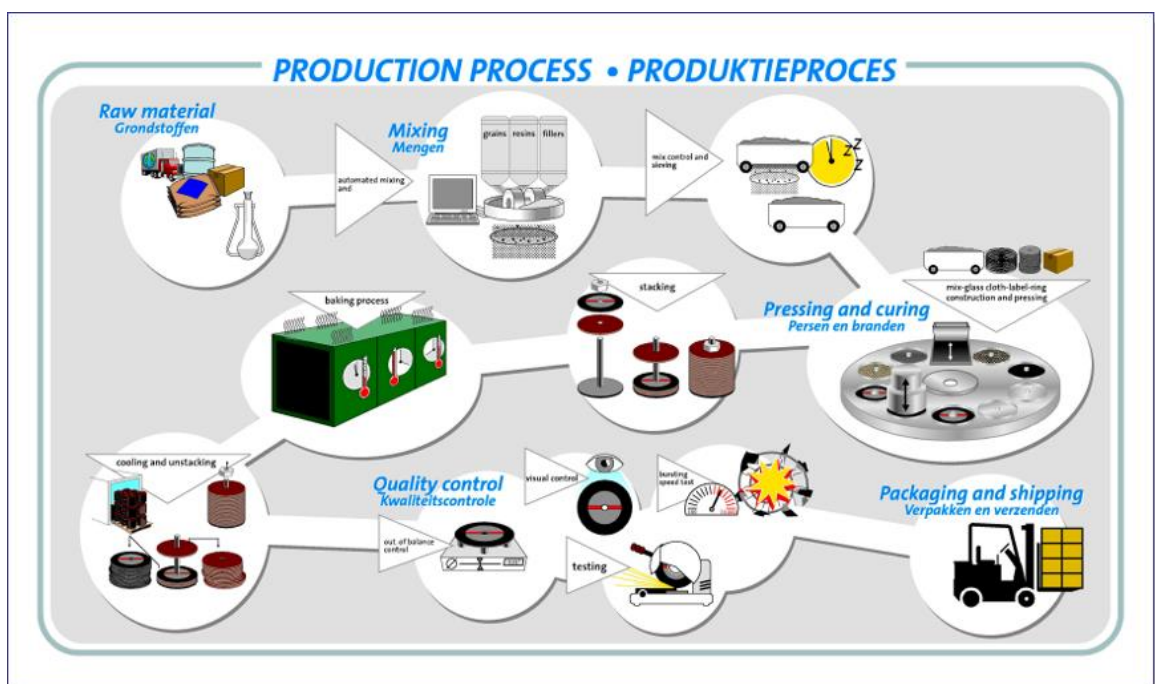 PRODUCTION PROCESS • PRODUKTIEPROCES
Raw material
Grondstoffen
automated mixing
and
Mixing
Mengen
grains resins fillers
mix control and
sieving
Z
Z
Z
Z
mix-glass cloth-label-ring
construction and pressing
Pressing and curing
Persen en branden
stacking
baking process
cooling and unstacking
out of balance
control
Quality control
Kwaliteitscontrole
visual control
testing
bursting
speed test
Packaging and shipping
Verpakken en verzenden